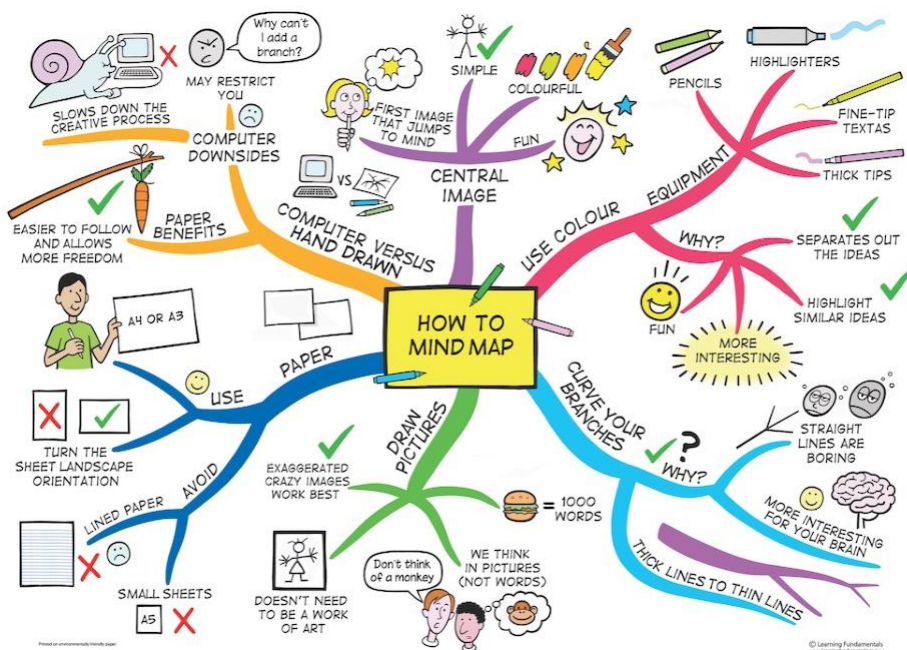 HOW TO
MIND MAP
CENTRAL
IMAGE
FIRST IMAGE
THAT JUMPS
TO MIND
SIMPLE
COLOURFUL
FUN
USE COLOUR
EQUIPMENT
PENCILS
HIGHLIGHTERS
FINE-TIP
TEXTAS
THICK TIPS
WHY?
SEPARATES OUT
THE IDEAS
HIGHLIGHT
SIMILAR IDEAS
MORE
INTERESTING
FUN
CURVE YOUR
BRANCHES
?
WHY?
STRAIGHT
LINES ARE
BORING
MORE INTERESTING
FOR YOUR BRAIN
THICK LINES TO THIN LINES
DRAW
PICTURES
= 1000
WORDS
WE THINK
IN PICTURES
(NOT WORDS)
Don't think
of a monkey
DOESN'T NEED
TO BE A WORK
OF ART
EXAGGERATED
CRAZY IMAGES
WORK BEST
PAPER
USE
A4 OR A3
TURN THE
SHEET LANDSCAPE
ORIENTATION
AVOID
LINED PAPER
SMALL SHEETS
A5
COMPUTER VERSUS
HAND DRAWN
VS.
PAPER
BENEFITS
EASIER TO FOLLOW
AND ALLOWS
MORE FREEDOM
COMPUTER
DOWNSIDES
SLOWS DOWN THE
CREATIVE PROCESS
MAY RESTRICT
YOU
Why can't
I add a
branch?
Printed on environmentally friendly paper
© Learning Fundamentals